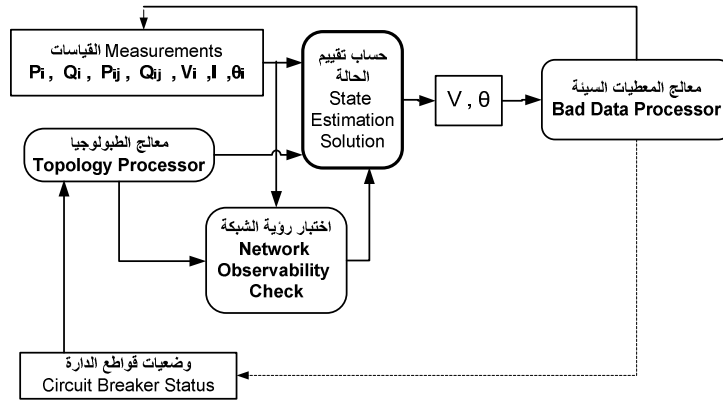 القياسات Measurements
Pi , Qi , Pij , Qij , Vi ,I ,θi
حساب تقييم
الحالة
State
Estimation
Solution
V , θ
معالج المعطيات السيئة
Bad Data Processor
معالج الطبولوجيا
Topology Processor
اختبار رؤية الشبكة
Network
Observability
Check
وضعيات قواطع الدارة
Circuit Breaker Status